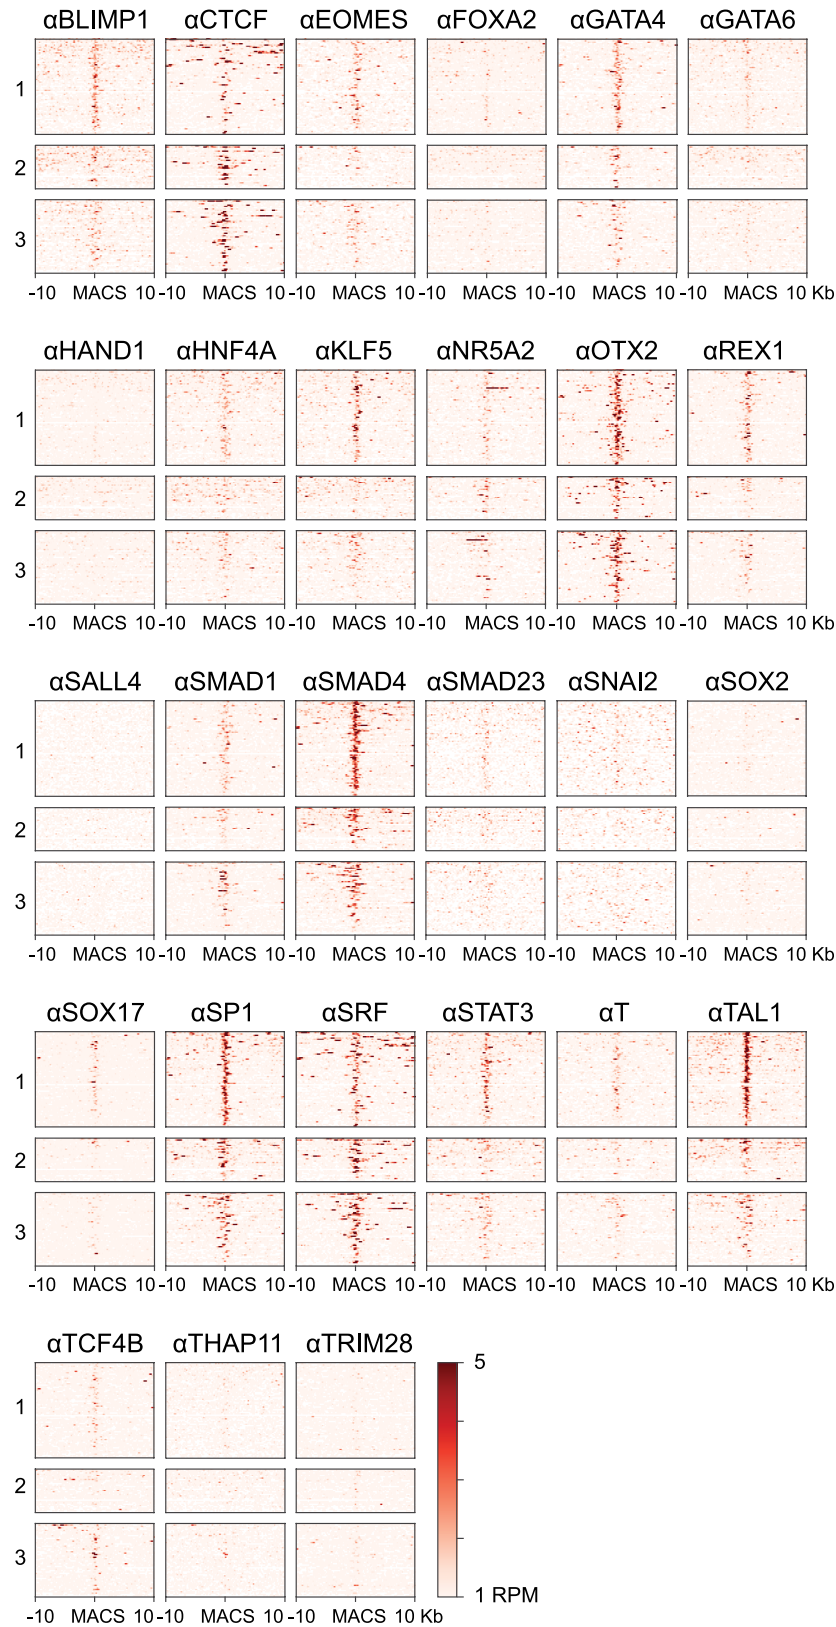 αBLIMP1 αCTCF αEOMES αFOXA2 αGATA4 αGATA6
1
2
3
-10 MACS 10 -10 MACS 10 -10 MACS 10 -10 MACS 10 -10 MACS 10 -10 MACS 10 Kb
αHAND1 αHNF4A αKLF5 αNR5A2 αOTX2 αREX1
1
2
3
-10 MACS 10 -10 MACS 10 -10 MACS 10 -10 MACS 10 -10 MACS 10 -10 MACS 10 Kb
αSALL4 αSMAD1 αSMAD4 αSMAD23 αSNAI2 αSOX2
1
2
3
-10 MACS 10 -10 MACS 10 -10 MACS 10 -10 MACS 10 -10 MACS 10 -10 MACS 10 Kb
αSOX17 αSP1 αSRF αSTAT3 αT αTAL1
1
2
3
-10 MACS 10 -10 MACS 10 -10 MACS 10 -10 MACS 10 -10 MACS 10 -10 MACS 10 Kb
αTCF4B αTHAP11 αTRIM28
5
1
2
3
1 RPM
-10 MACS 10 -10 MACS 10 -10 MACS 10 Kb